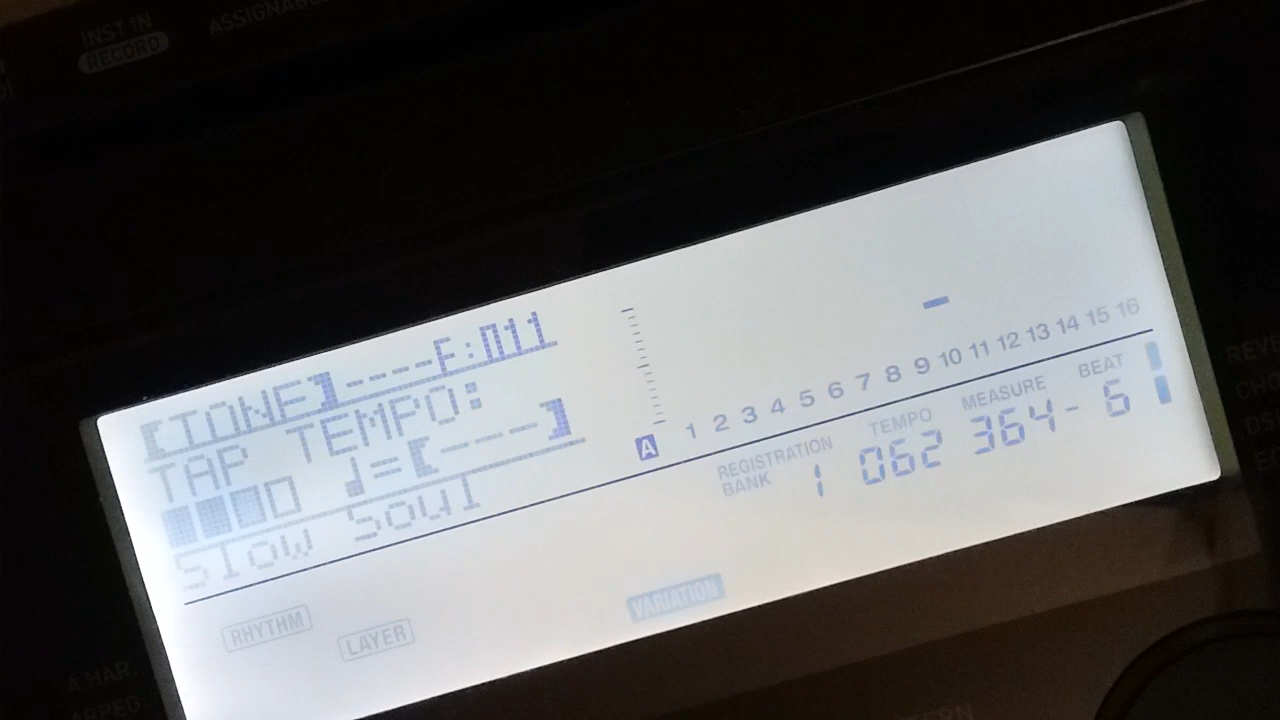 INST IN
RECORD
【TONE】----F:011
TAP TEMPO:
♩=【----】
Slow Soul
A
1 2 3 4 5 6 7 8 9 10 11 12 13 14 15 16
REGISTRATION BANK 1
TEMPO 062
MEASURE 364-
BEAT 6
RHYTHM
LAYER
VARIATION
A.HAR